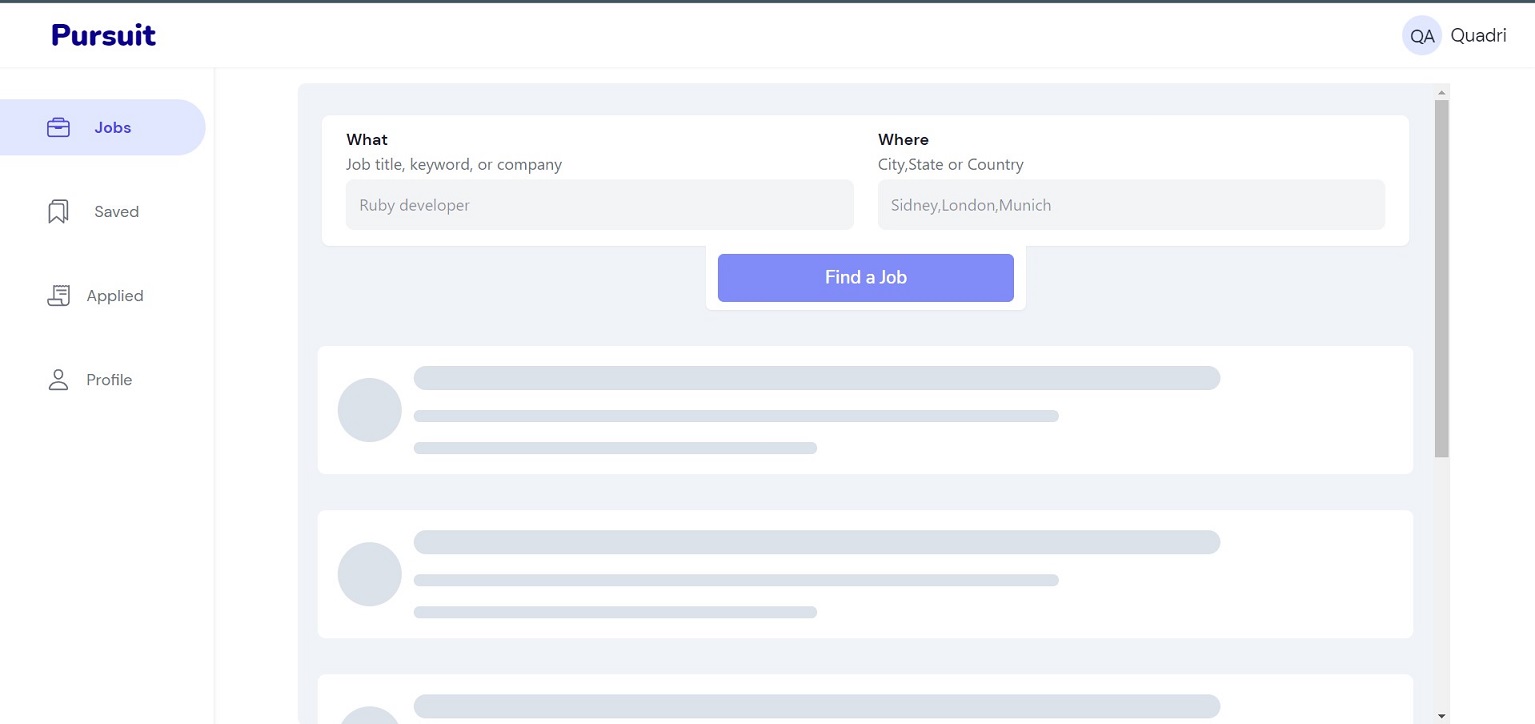 Pursuit
QA Quadri
Jobs
Saved
Applied
Profile
What
Job title, keyword, or company
Ruby developer
Where
City,State or Country
Sidney,London,Munich
Find a Job